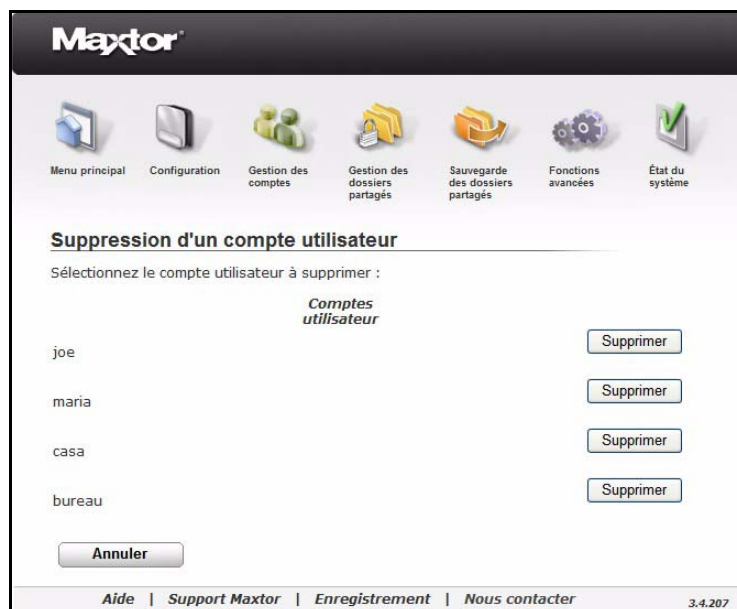 Maxtor
Menu principal
Configuration
Gestion des
comptes
Gestion des
dossiers
partagés
Sauvegarde
des dossiers
partagés
Fonctions
avancées
État du
système
Suppression d'un compte utilisateur
Sélectionnez le compte utilisateur à supprimer :
Comptes
utilisateur
joe Supprimer
maria Supprimer
casa Supprimer
bureau Supprimer
Annuler
Aide | Support Maxtor | Enregistrement | Nous contacter 3.4.207